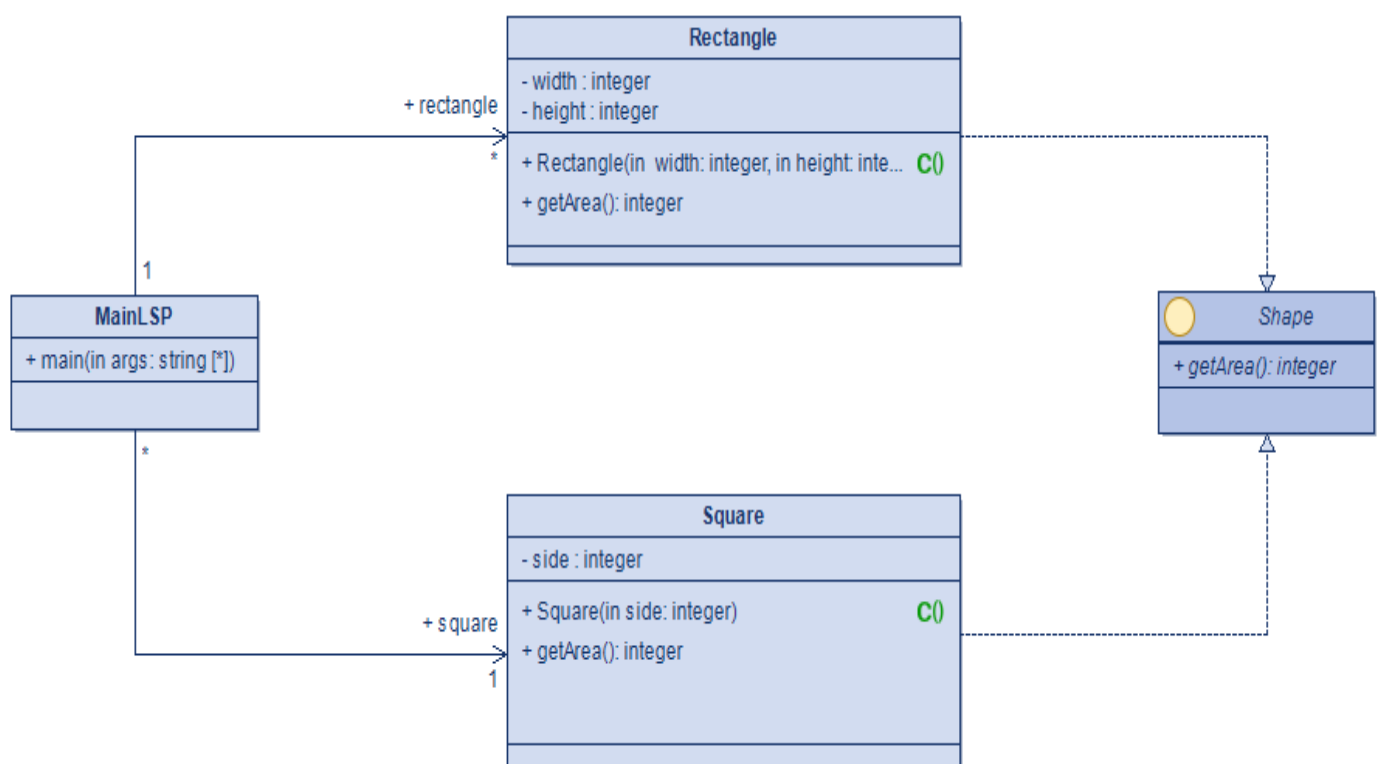 Rectangle
- width : integer
- height : integer
+ rectangle
*
+ Rectangle(in width: integer, in height: inte... C()
+ getArea(): integer
1
MainLSP
+ main(in args: string [*])
*
Shape
+ getArea(): integer
Square
- side : integer
+ square
1
+ Square(in side: integer) C()
+ getArea(): integer